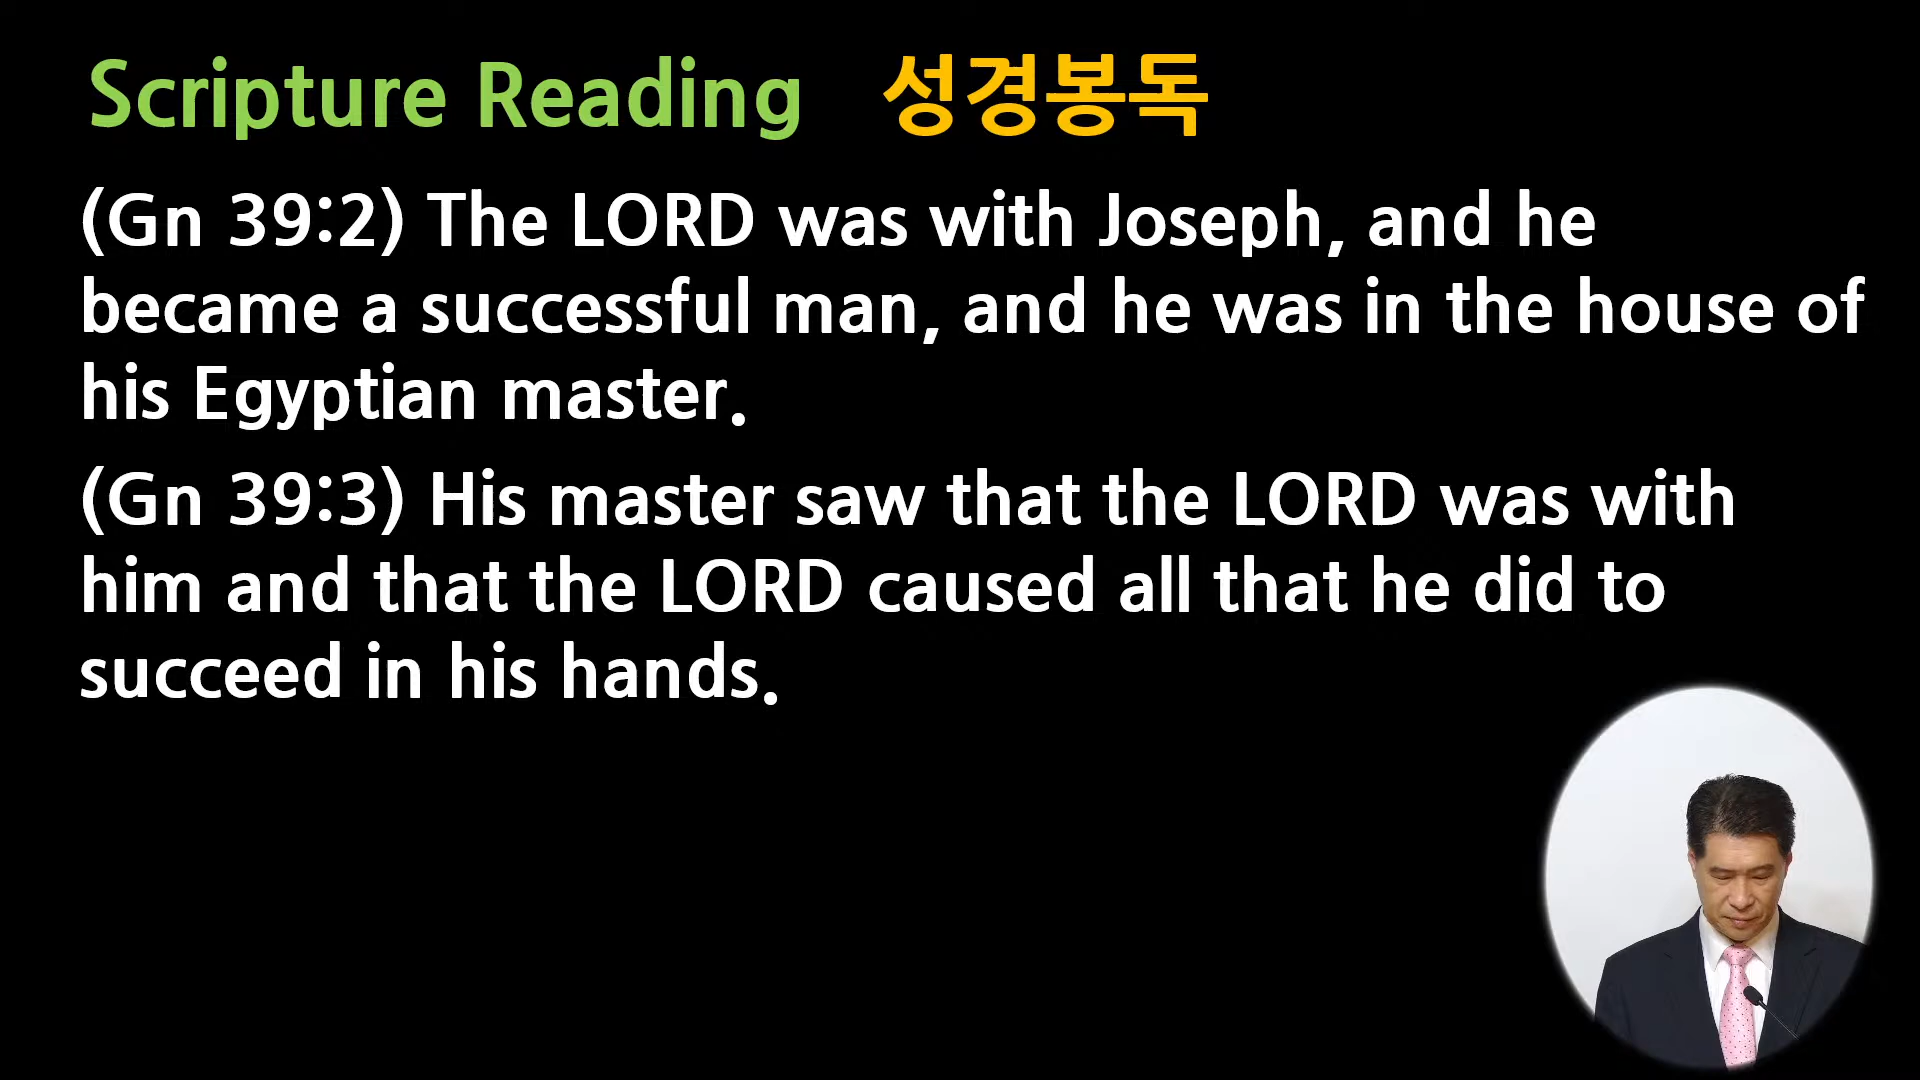 Scripture Reading 성경봉독
(Gn 39:2) The LORD was with Joseph, and he
became a successful man, and he was in the house of
his Egyptian master.
(Gn 39:3) His master saw that the LORD was with
him and that the LORD caused all that he did to
succeed in his hands.